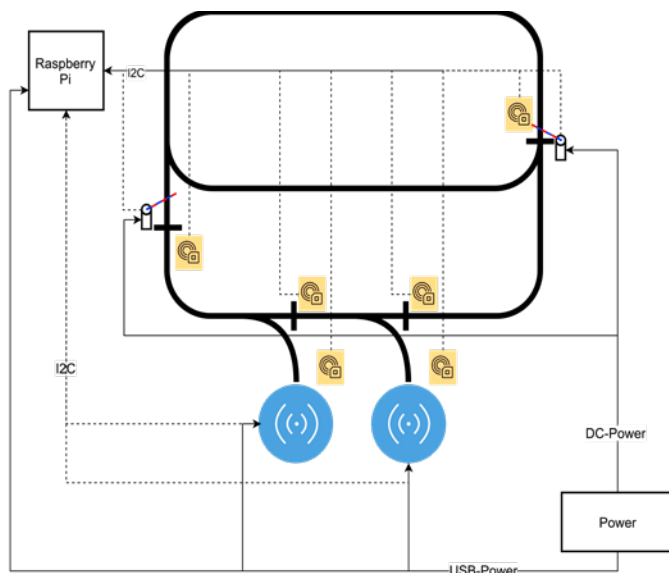 Raspberry
Pi
I2C
I2C
DC-Power
Power
USB-Power